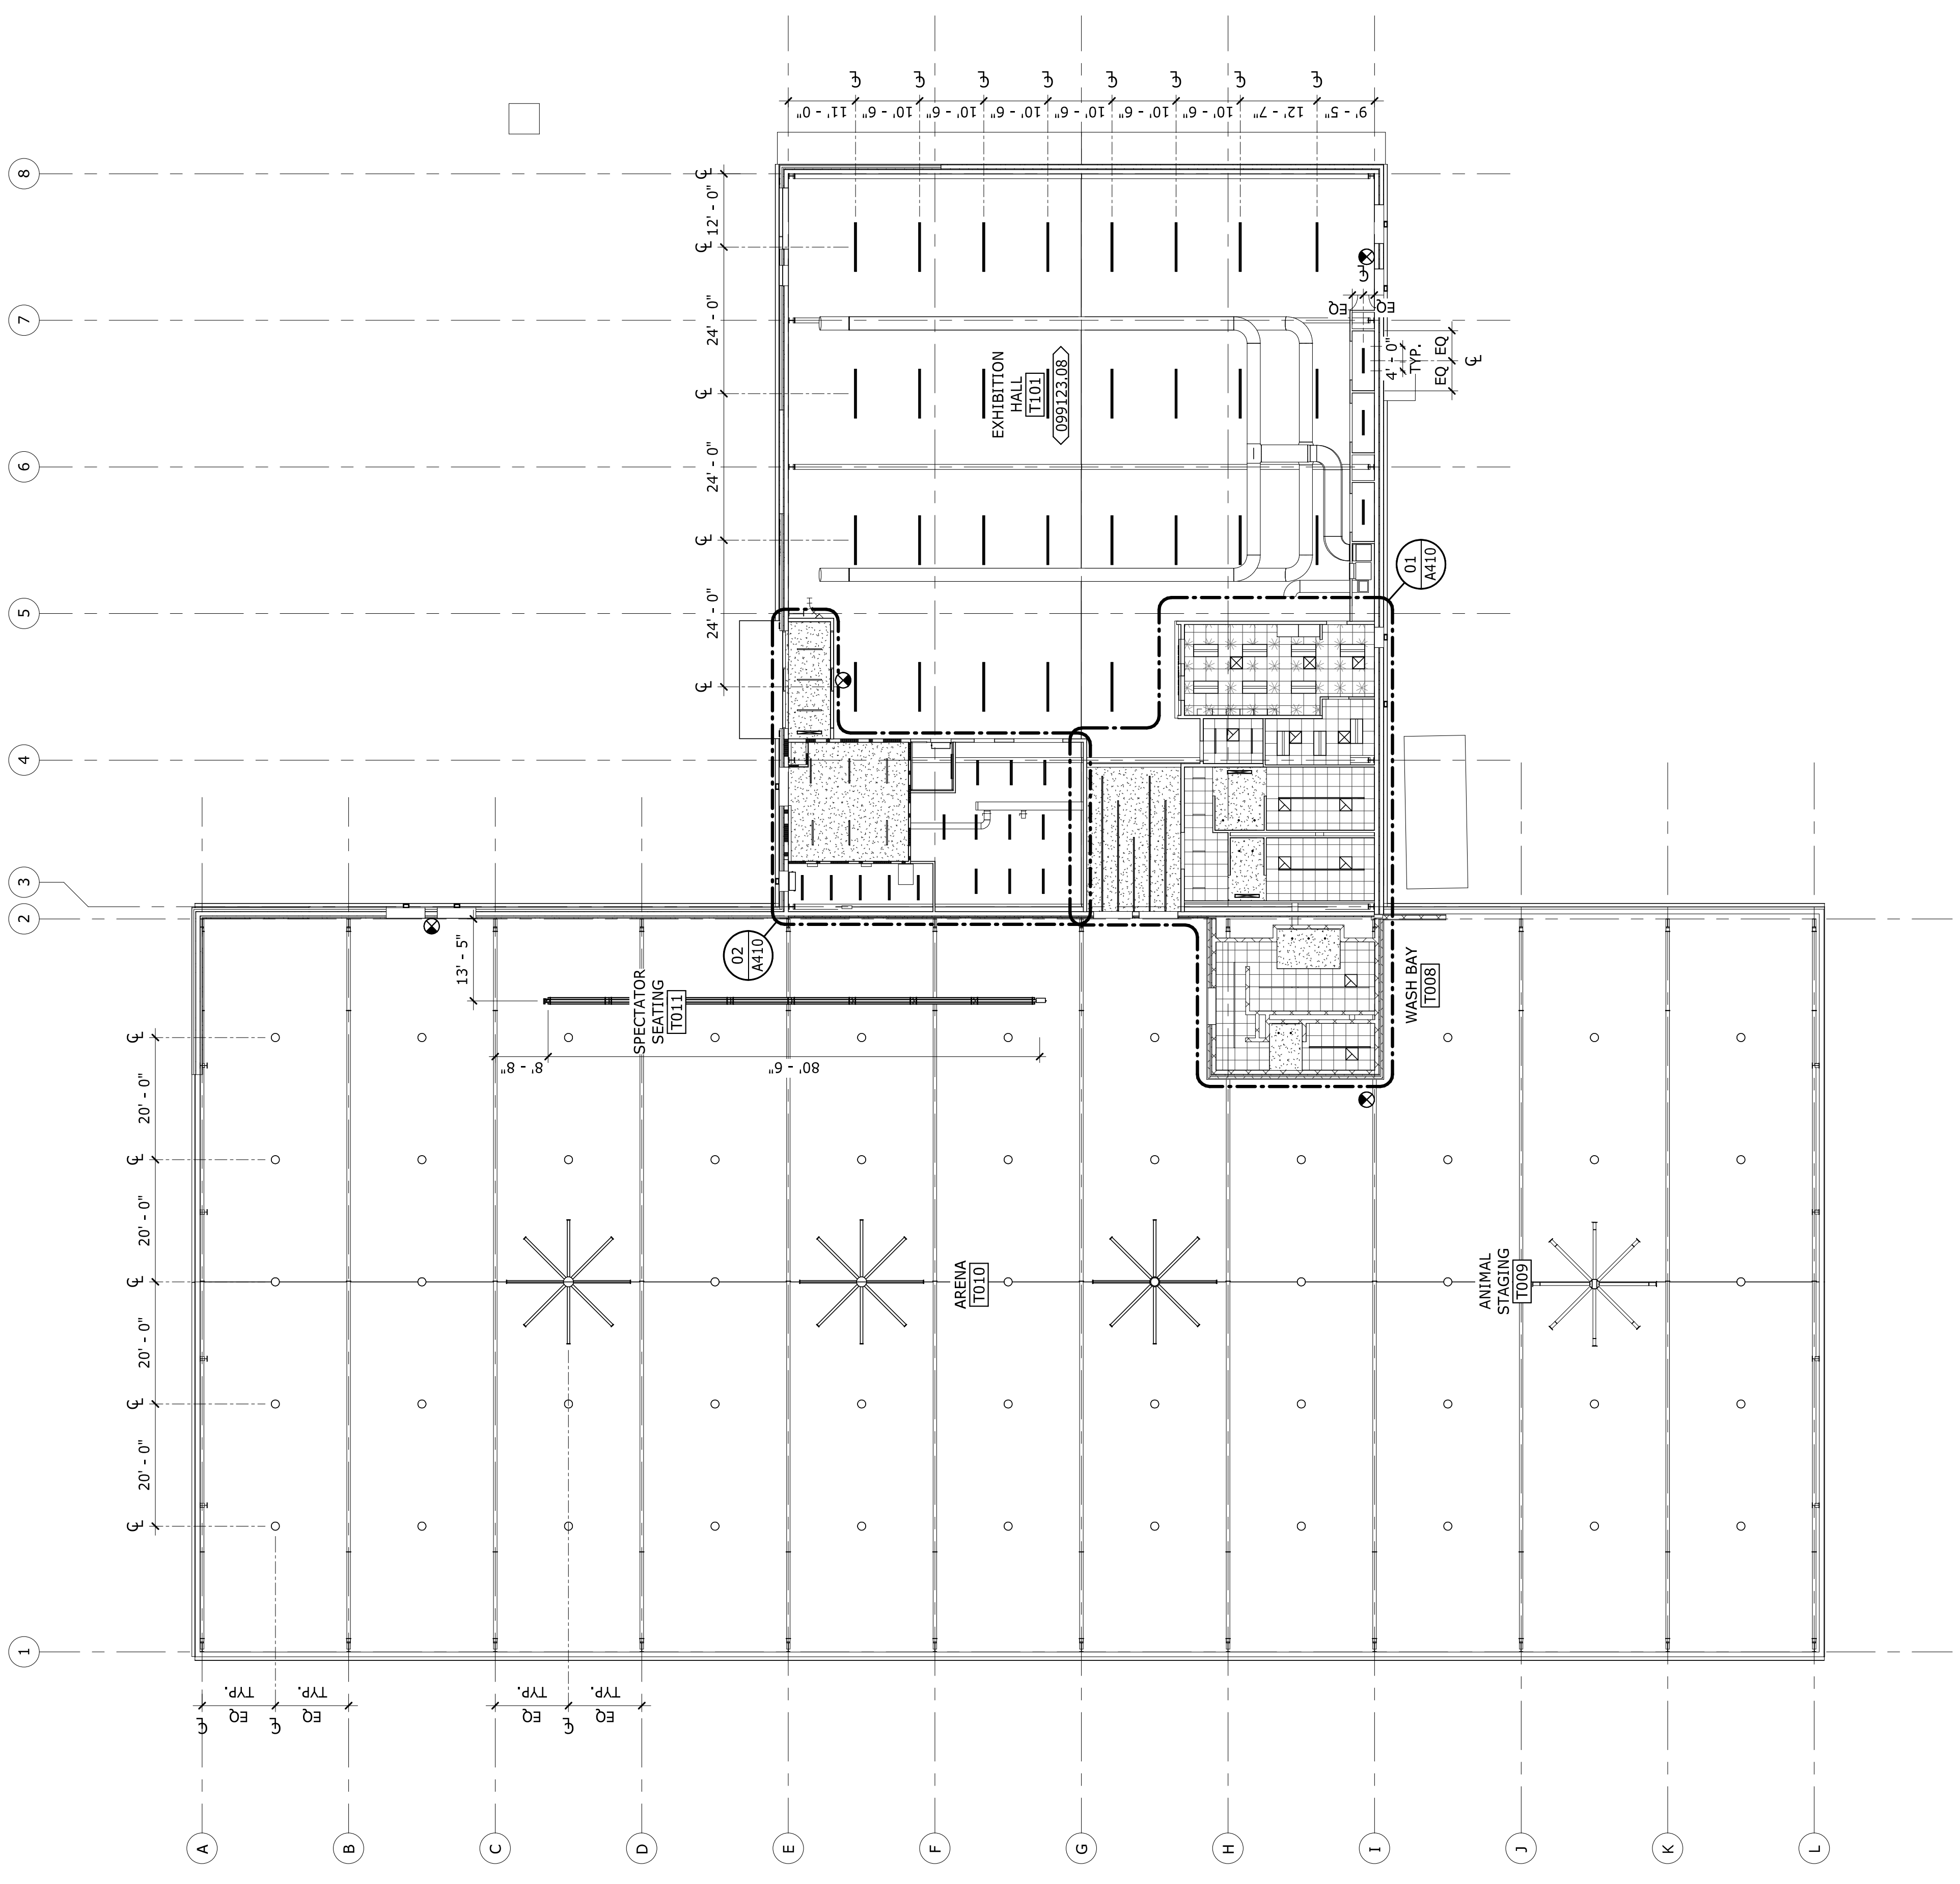 8
7
6
5
4
3
2
1
A
B
C
D
E
F
G
H
I
J
K
L
11' - 0"
10' - 6"
10' - 6"
10' - 6"
10' - 6"
10' - 6"
10' - 6"
12' - 7"
9' - 5"
12' - 0"
24' - 0"
24' - 0"
24' - 0"
EXHIBITION
HALL
T101
099123.08
EQ
EQ
4' - 0"
TYP.
EQ
EQ
01
A410
02
A410
13' - 5"
SPECTATOR
SEATING
T011
8' - 8"
80' - 6"
WASH BAY
T008
20' - 0"
20' - 0"
20' - 0"
20' - 0"
ARENA
T010
ANIMAL
STAGING
T009
EQ
TYP.
EQ
TYP.
EQ
TYP.
EQ
TYP.